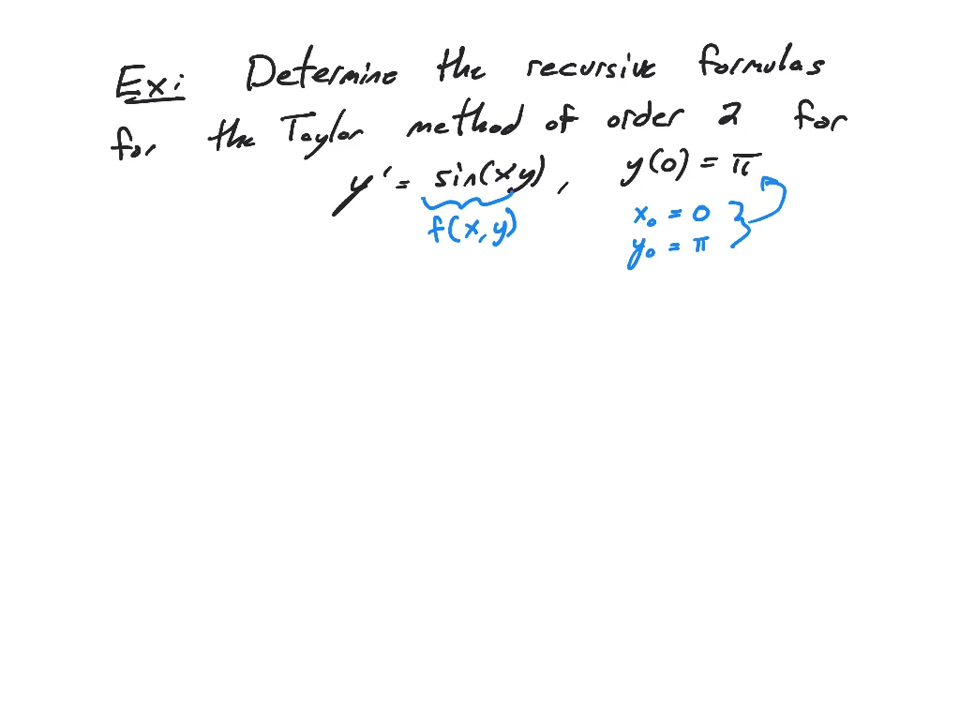 Ex: Determine the recursive formulas
for the Taylor method of order 2 for
y' = sin(xy), y(0) = π
f(x,y) x₀ = 0
y₀ = π